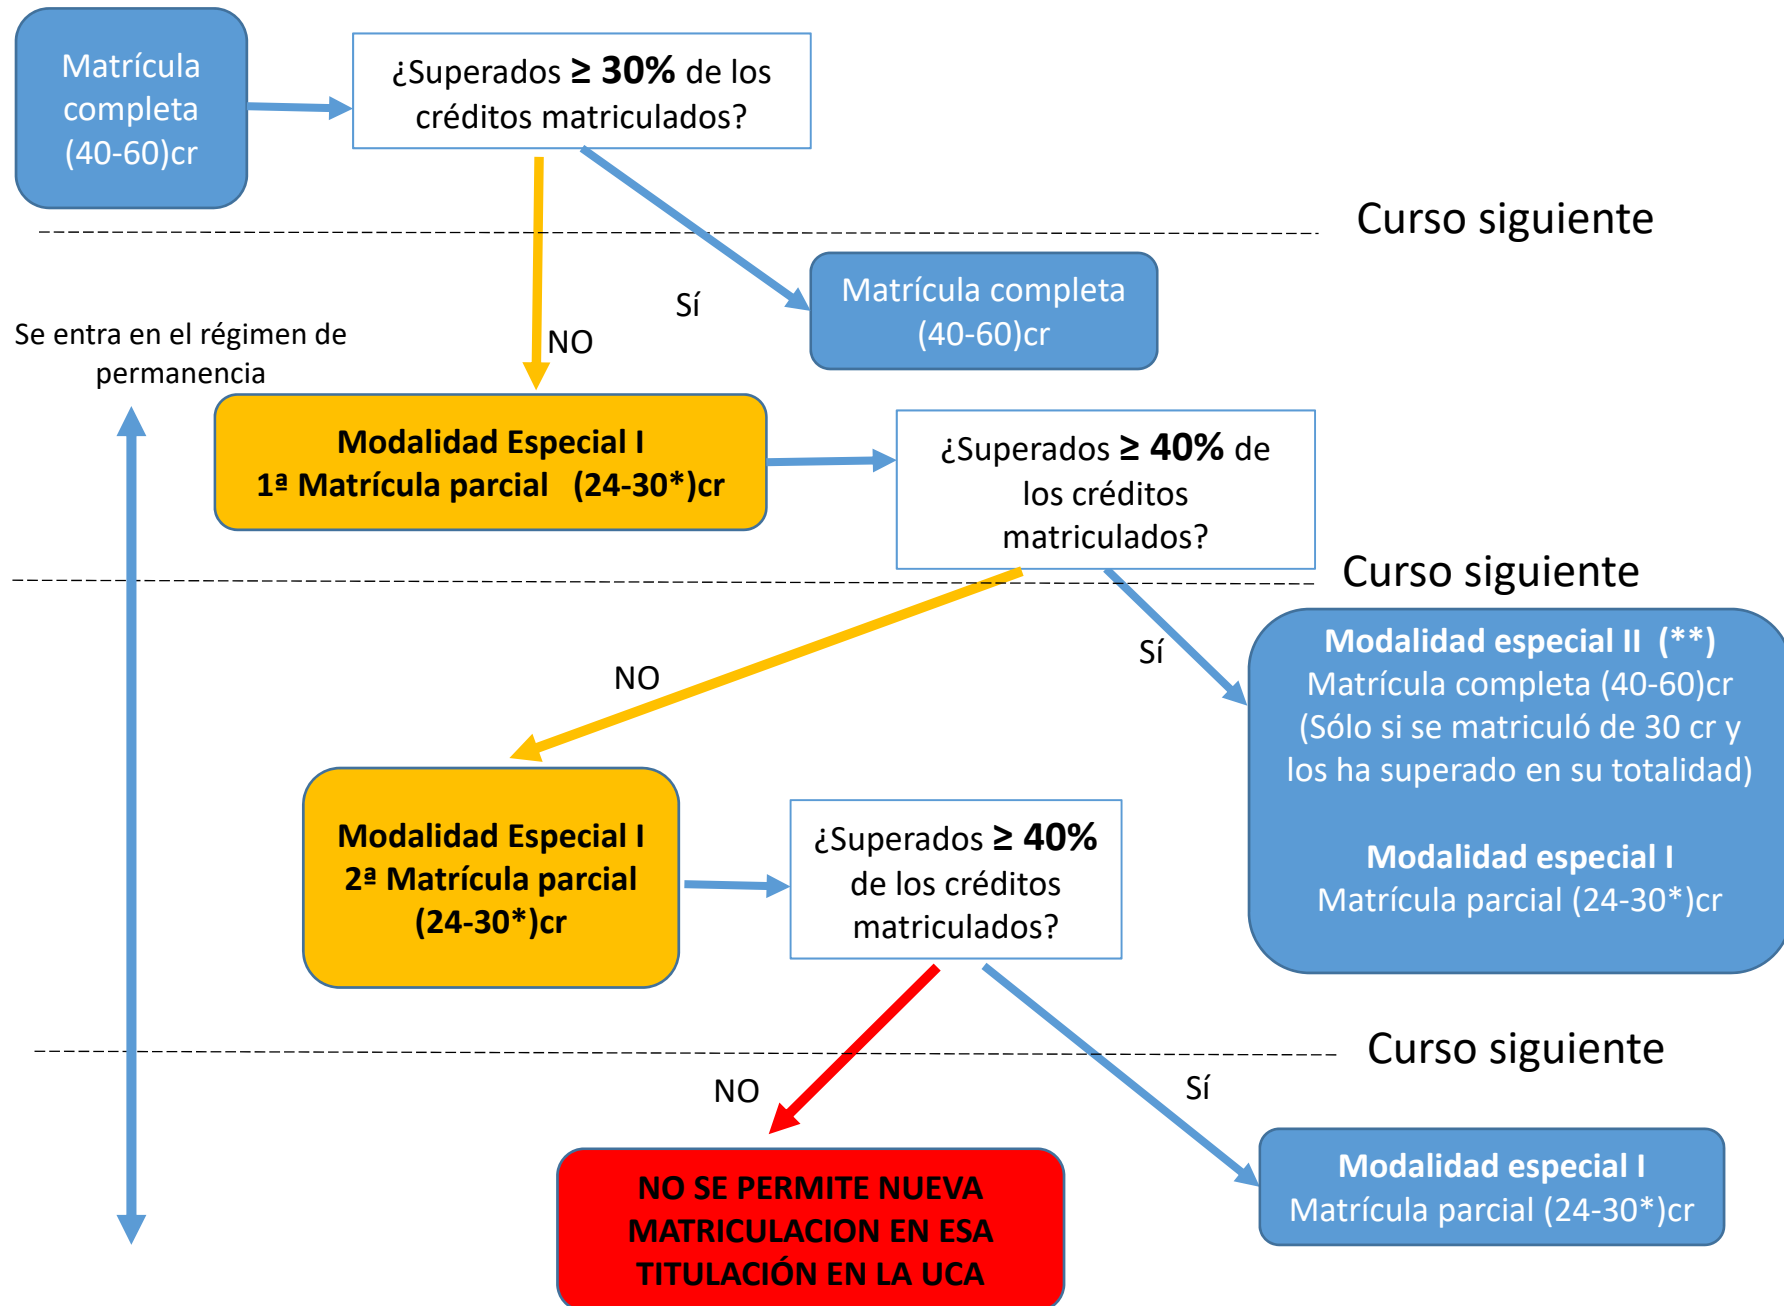 Matrícula
completa
(40-60)cr
¿Superados ≥ 30% de los
créditos matriculados?
Curso siguiente
Sí
Matrícula completa
(40-60)cr
NO
Se entra en el régimen de
permanencia
Modalidad Especial I
1ª Matrícula parcial (24-30*)cr
¿Superados ≥ 40% de
los créditos
matriculados?
Curso siguiente
NO
Sí
Modalidad especial II (**)
Matrícula completa (40-60)cr
(Sólo si se matriculó de 30 cr y
los ha superado en su totalidad)
Modalidad especial I
Matrícula parcial (24-30*)cr
Modalidad Especial I
2ª Matrícula parcial
(24-30*)cr
¿Superados ≥ 40%
de los créditos
matriculados?
Curso siguiente
NO
Sí
NO SE PERMITE NUEVA
MATRICULACION EN ESA
TITULACIÓN EN LA UCA
Modalidad especial I
Matrícula parcial (24-30*)cr